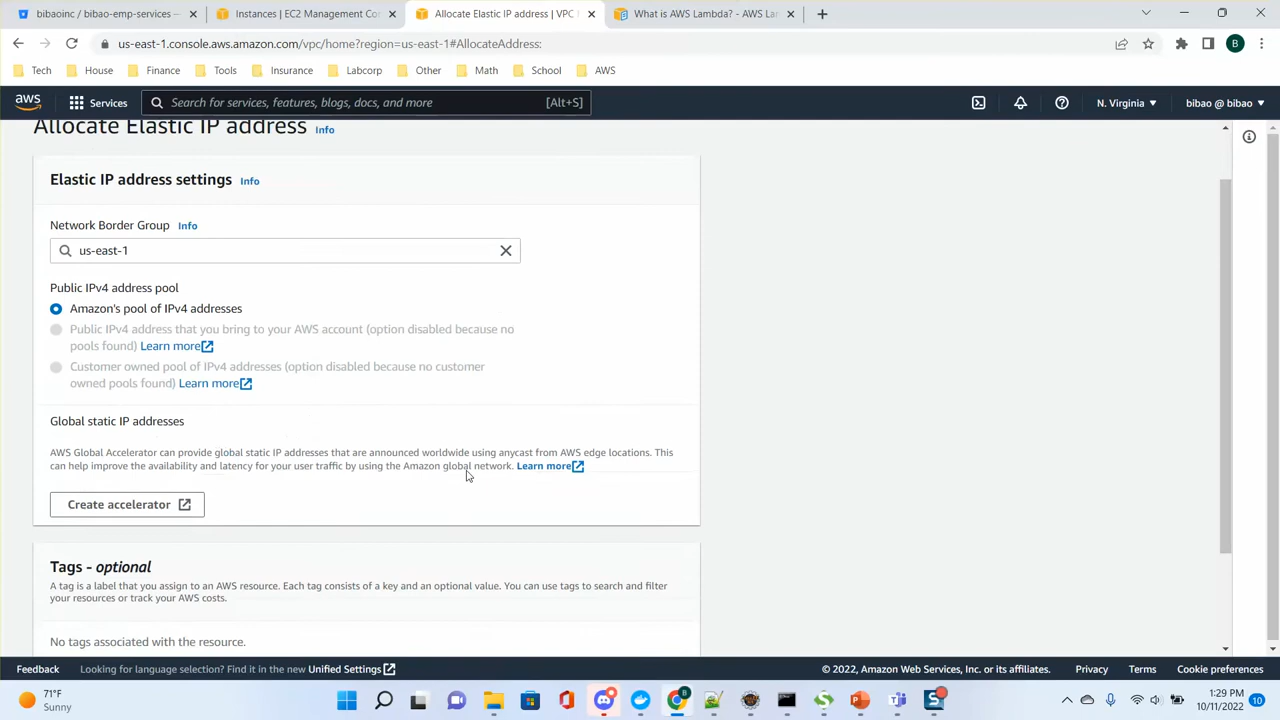 bibaoinc / bibao-emp-services —
Instances | EC2 Management Con
Allocate Elastic IP address | VPC M
What is AWS Lambda? - AWS Lam
us-east-1.console.aws.amazon.com/vpc/home?region=us-east-1#AllocateAddress:
B
Tech House Finance Tools Insurance Labcorp Other Math School AWS
aws Services Search for services, features, blogs, docs, and more [Alt+S] N. Virginia bibao @ bibao
Allocate Elastic IP address Info
Elastic IP address settings Info
Network Border Group Info
us-east-1
Public IPv4 address pool
Amazon's pool of IPv4 addresses
Public IPv4 address that you bring to your AWS account (option disabled because no
pools found) Learn more
Customer owned pool of IPv4 addresses (option disabled because no customer
owned pools found) Learn more
Global static IP addresses
AWS Global Accelerator can provide global static IP addresses that are announced worldwide using anycast from AWS edge locations. This
can help improve the availability and latency for your user traffic by using the Amazon global network. Learn more
Create accelerator
Tags - optional
A tag is a label that you assign to an AWS resource. Each tag consists of a key and an optional value. You can use tags to search and filter
your resources or track your AWS costs.
No tags associated with the resource.
Feedback Looking for language selection? Find it in the new Unified Settings © 2022, Amazon Web Services, Inc. or its affiliates. Privacy Terms Cookie preferences
71°F
Sunny
1:29 PM
10/11/2022
10